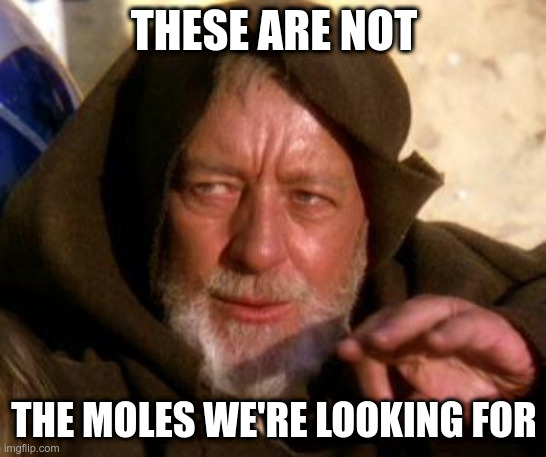 THESE ARE NOT
THE MOLES WE'RE LOOKING FOR
imgflip.com